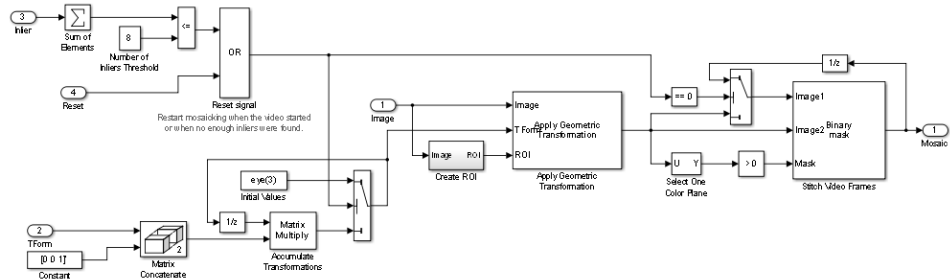 3
Inlier
Sum of
Elements
8
Number of
Inliers Threshold
<=
4
Reset
OR
Reset signal
Restart mosaicking when the video started
or when no enough inliers were found.
1
Image
Image
T Form
ROI
Apply Geometric
Transformation
Apply Geometric
Transformation
Image ROI
Create ROI
eye(3)
Initial Values
1/z
Matrix
Multiply
Accumulate
Transformations
2
TForm
[0 0 1]'
Constant
2
Matrix
Concatenate
== 0
1/z
U Y
Select One
Color Plane
> 0
Image1
Image2
Mask
Binary
mask
Stitch Video Frames
1
Mosaic